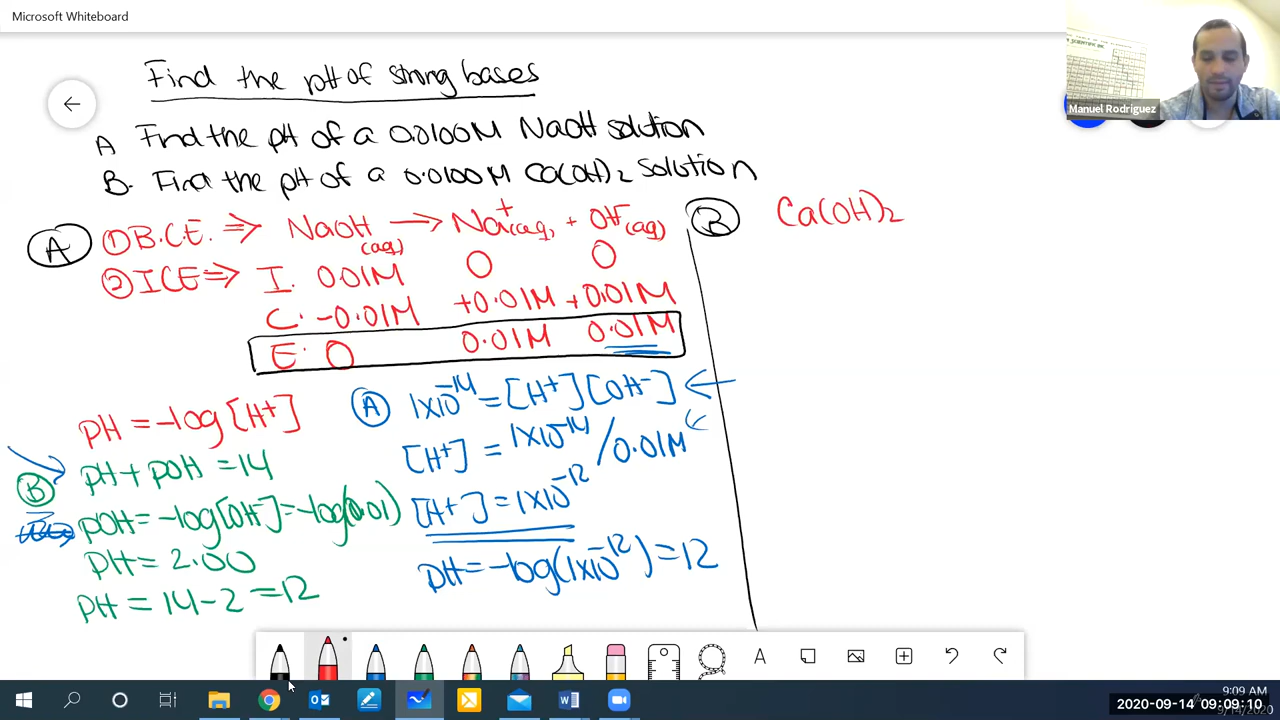 Microsoft Whiteboard
Manuel Rodriguez
Find the pH of strong bases
A Find the pH of a 0.0100M NaOH solution
B. Find the pH of a 0.0100M Ca(OH)2 solution
A ① B.C.E. ⇒ NaOH(aq) → Na+(aq) + OH-(aq)
② ICE ⇒ I. 0.01M 0 0
C. -0.01M +0.01M +0.01M
E. 0 0.01M 0.01M
pH = -log[H+]
B pH + pOH = 14
pOH = -log[OH-] = -log(0.01)
pH = 2.00
pH = 14-2 = 12
A 1x10^-14 = [H+][OH-] ←
[H+] = 1x10^-14 / 0.01M
[H+] = 1x10^-12
pH = -log(1x10^-12) = 12
B Ca(OH)2
9:09 AM
2020-09-14 09:09:10
9/14/2020